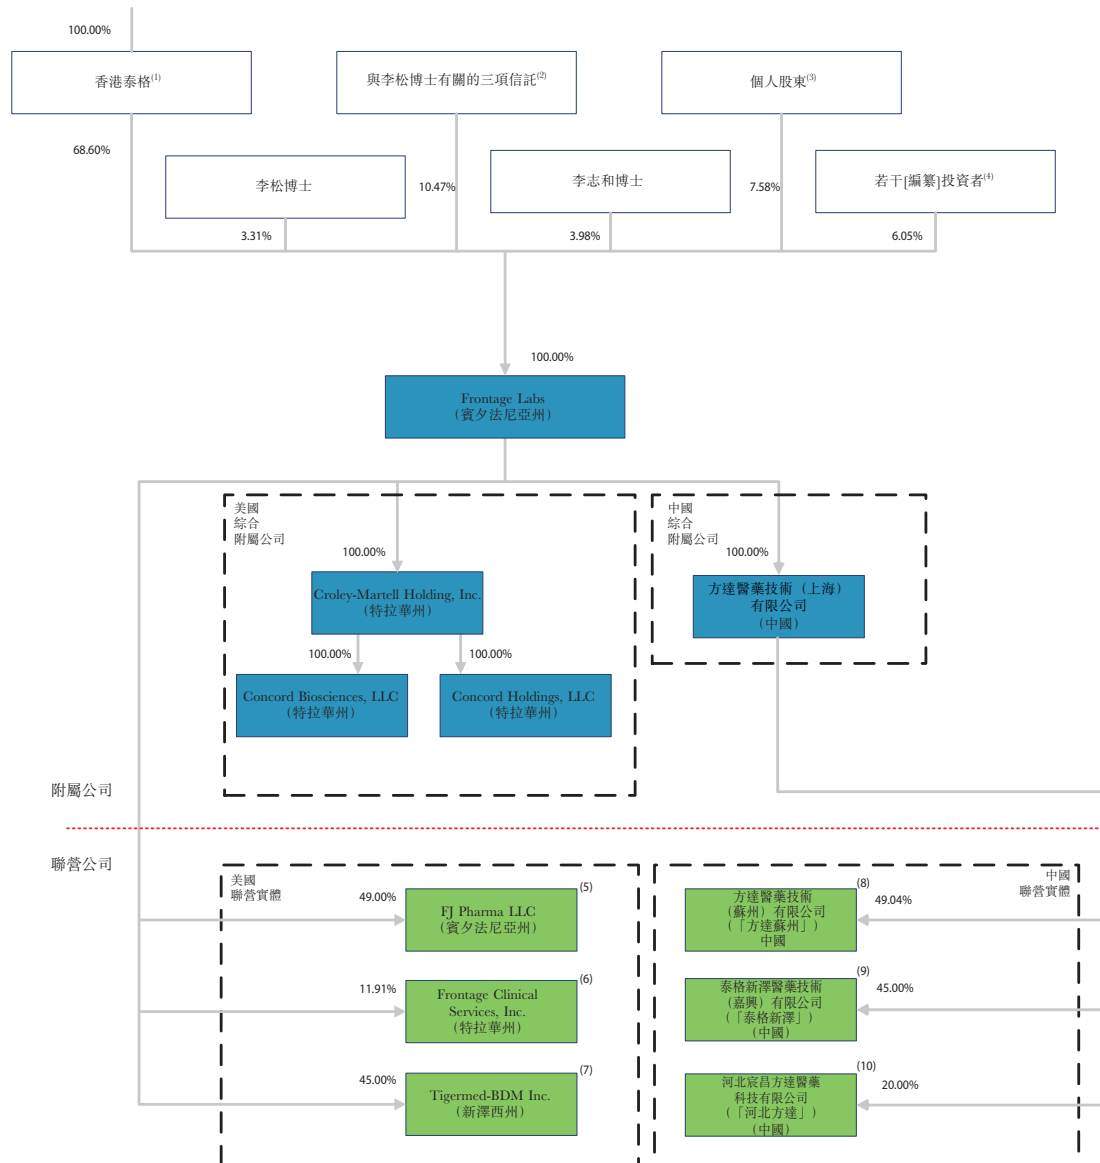 100.00%
香港泰格(1)
與李松博士有關的三項信託(2)
個人股東(3)
68.60%
李松博士
10.47%
李志和博士
7.58%
若干[編纂]投資者(4)
3.31%
3.98%
6.05%
100.00%
Frontage Labs
(賓夕法尼亞州)
美國
綜合
附屬公司
中國
綜合
附屬公司
100.00%
100.00%
Croley-Martell Holding, Inc.
(特拉華州)
方達醫藥技術(上海)
有限公司
(中國)
100.00%
100.00%
Concord Biosciences, LLC
(特拉華州)
Concord Holdings, LLC
(特拉華州)
附屬公司
聯營公司
美國
聯營實體
中國
聯營實體
49.00%
FJ Pharma LLC
(賓夕法尼亞州)
(5)
方達醫藥技術
(蘇州)有限公司
(「方達蘇州」)
中國
(8)
49.04%
11.91%
Frontage Clinical
Services, Inc.
(特拉華州)
(6)
泰格新澤醫藥技術
(嘉興)有限公司
(「泰格新澤」)
(中國)
(9)
45.00%
45.00%
Tigermed-BDM Inc.
(新澤西州)
(7)
河北宸昌方達醫藥
科技有限公司
(「河北方達」)
(中國)
(10)
20.00%